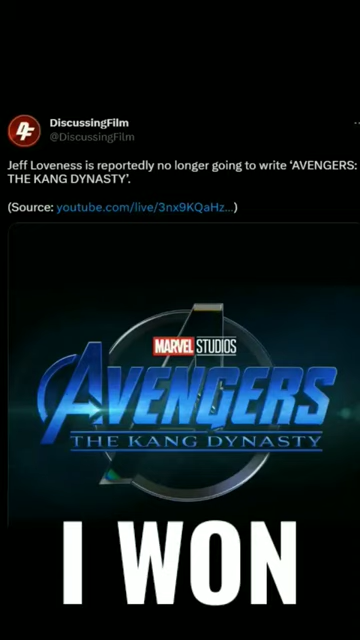 DiscussingFilm
@DiscussingFilm
Jeff Loveness is reportedly no longer going to write ‘AVENGERS:
THE KANG DYNASTY’.
(Source: youtube.com/live/3nx9KQaHz...)
MARVEL STUDIOS
AVENGERS
THE KANG DYNASTY
I WON